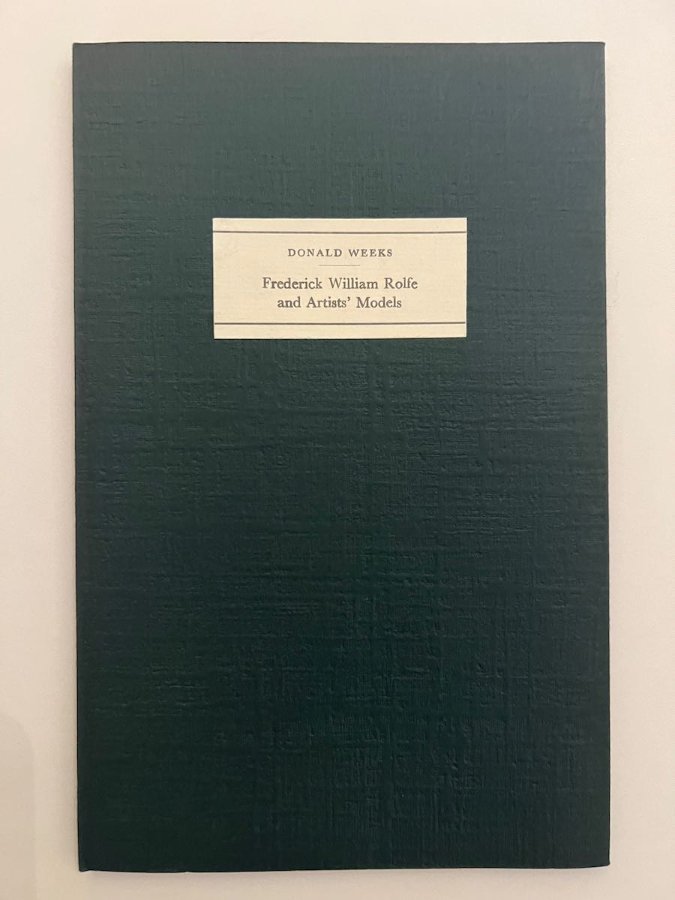 DONALD WEEKS
Frederick William Rolfe
and Artists’ Models